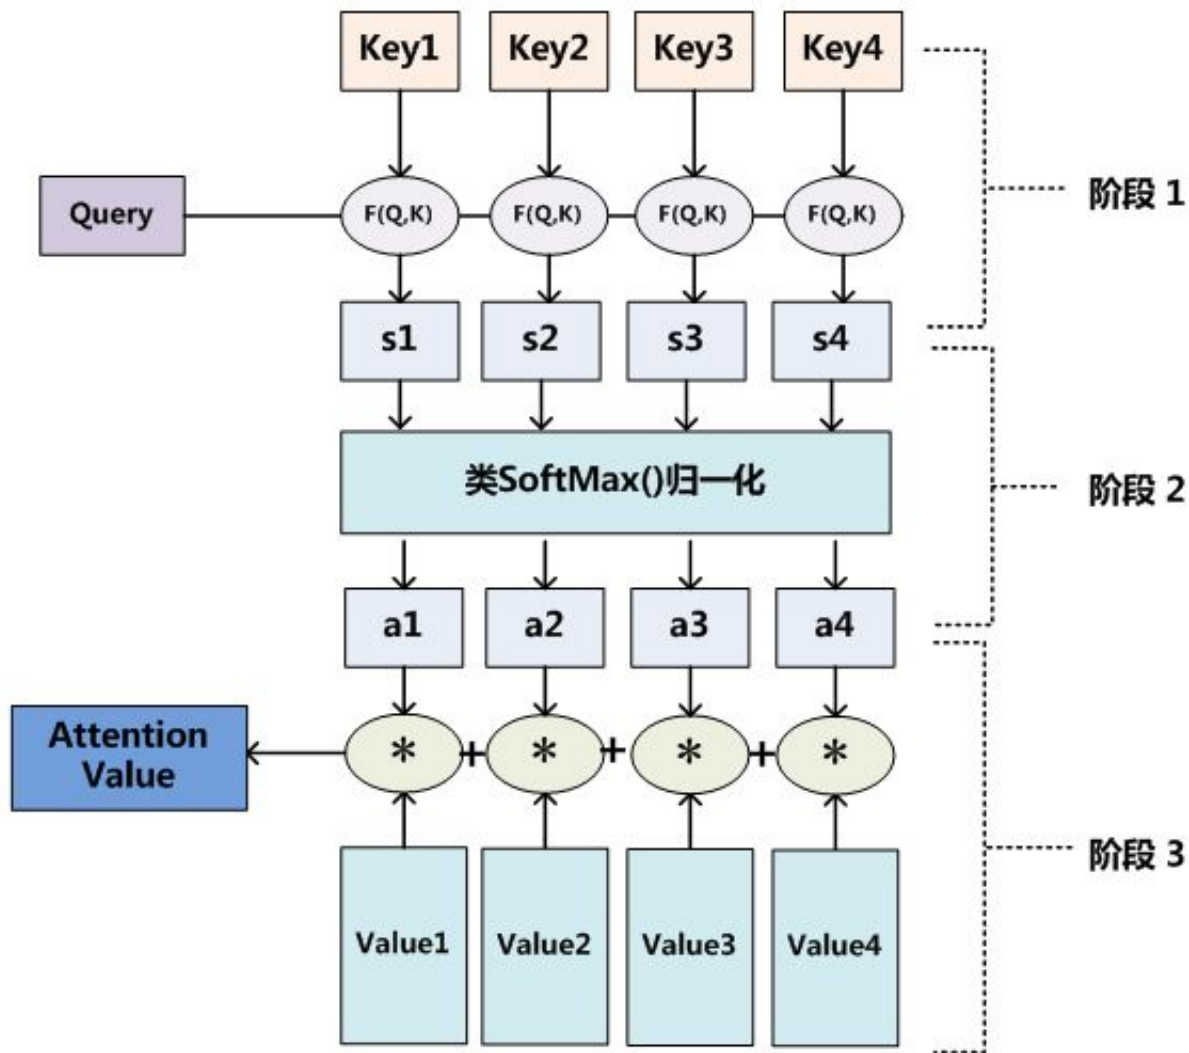 Key1 Key2 Key3 Key4
阶段 1
Query F(Q,K) F(Q,K) F(Q,K) F(Q,K)
s1 s2 s3 s4
类SoftMax()归一化
阶段 2
a1 a2 a3 a4
Attention
Value
* + * + * + *
阶段 3
Value1 Value2 Value3 Value4